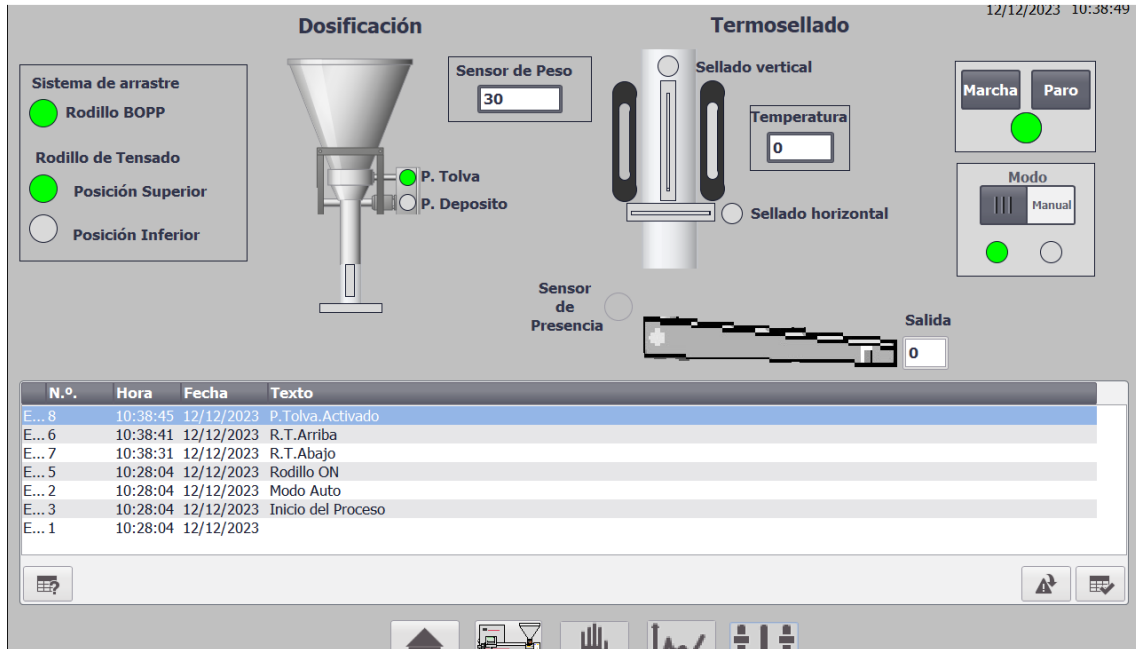 12/12/2023 10:38:49
Dosificación
Termosellado
Sistema de arrastre
Rodillo BOPP
Rodillo de Tensado
Posición Superior
Posición Inferior
Sensor de Peso
30
P. Tolva
P. Deposito
Sellado vertical
Temperatura
0
Sellado horizontal
Marcha Paro
Modo
Manual
Sensor
de
Presencia
Salida
0
N.º. Hora Fecha Texto
E... 8 10:38:45 12/12/2023 P.Tolva.Activado
E... 6 10:38:41 12/12/2023 R.T.Arriba
E... 7 10:38:31 12/12/2023 R.T.Abajo
E... 5 10:28:04 12/12/2023 Rodillo ON
E... 2 10:28:04 12/12/2023 Modo Auto
E... 3 10:28:04 12/12/2023 Inicio del Proceso
E... 1 10:28:04 12/12/2023